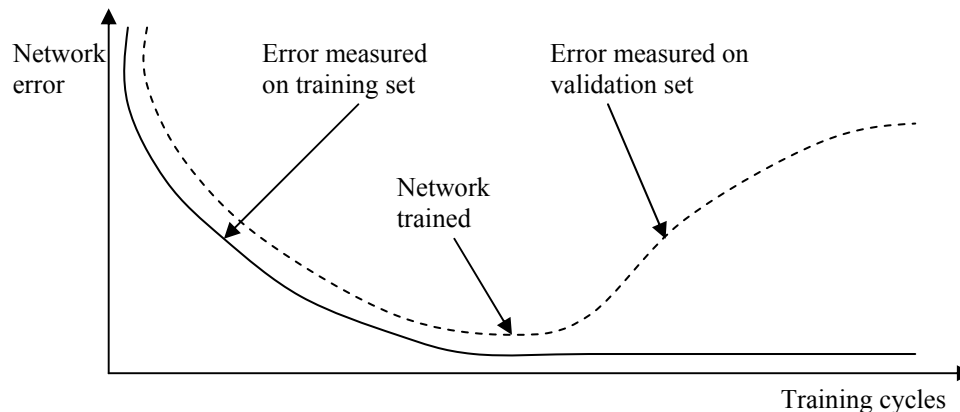 Network
error
Error measured
on training set
Error measured on
validation set
Network
trained
Training cycles